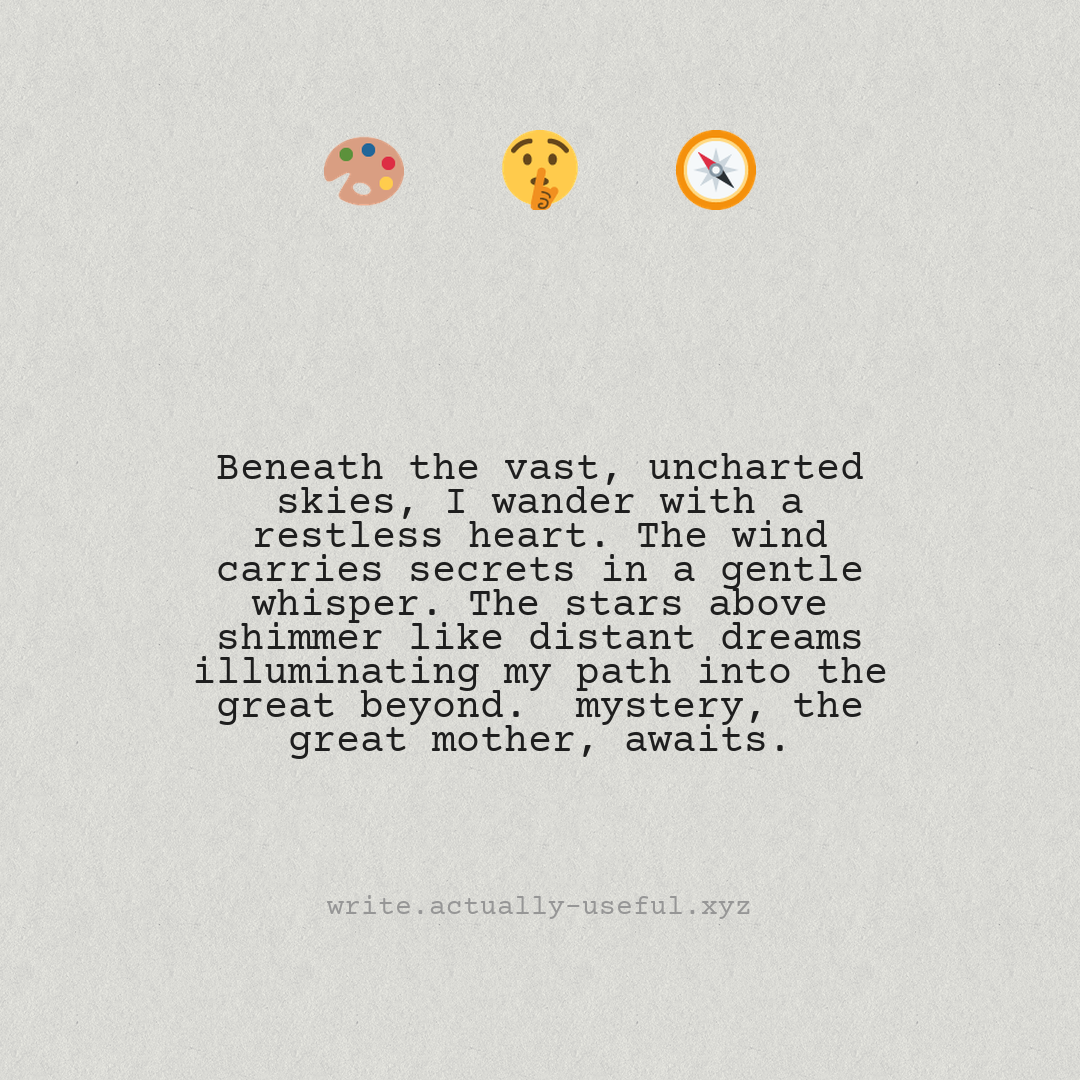 Beneath the vast, uncharted
skies, I wander with a
restless heart. The wind
carries secrets in a gentle
whisper. The stars above
shimmer like distant dreams
illuminating my path into the
great beyond.  mystery, the
great mother, awaits.
write.actually-useful.xyz